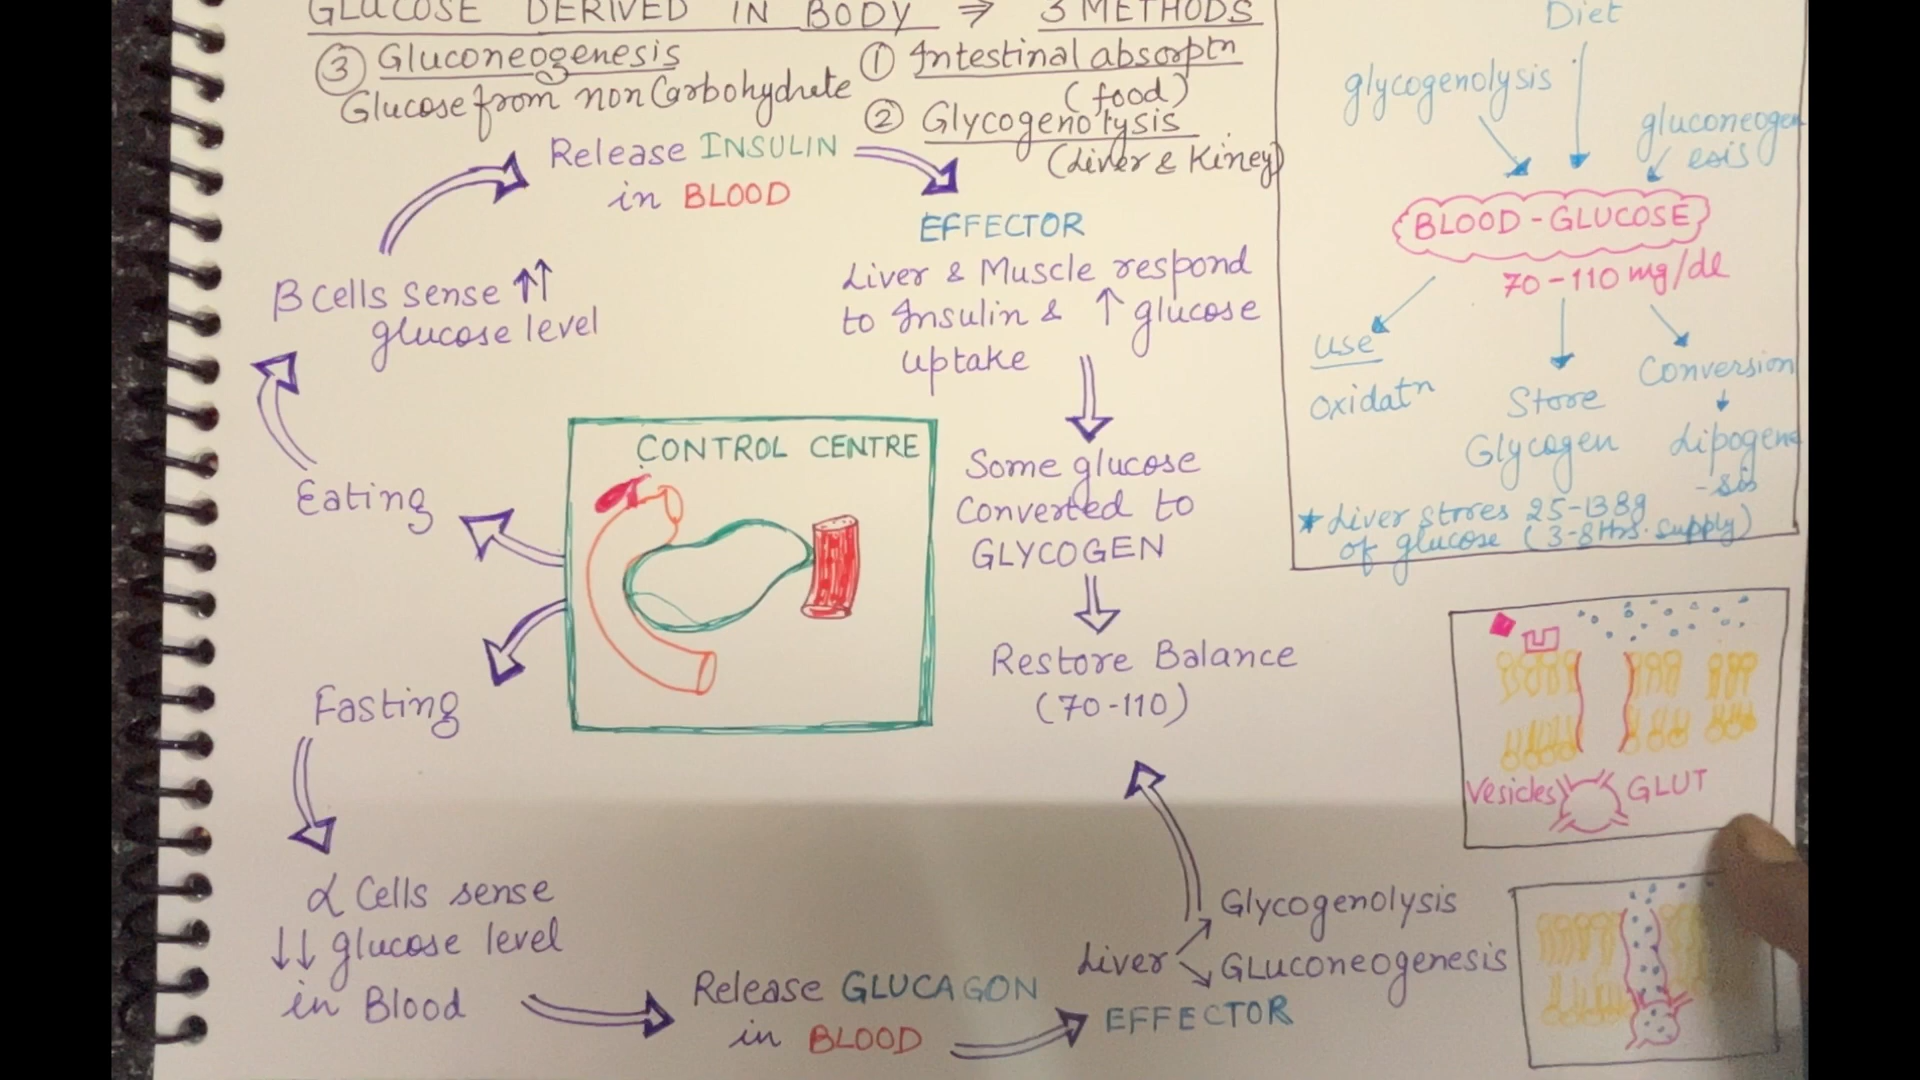 GLUCOSE DERIVED IN BODY ⇒ 3 METHODS
③ Gluconeogenesis
Glucose from non Carbohydrate
① Intestinal absorptn
(food)
② Glycogenolysis
(Liver & Kiney)
Release INSULIN
in BLOOD
EFFECTOR
Liver & Muscle respond
to Insulin & ↑ glucose
uptake
β Cells sense ↑↑
glucose level
Eating
CONTROL CENTRE
Some glucose
Converted to
GLYCOGEN
Restore Balance
(70-110)
Fasting
α Cells sense
↓↓ glucose level
in Blood
Release GLUCAGON
in BLOOD
Glycogenolysis
Liver
Gluconeogenesis
EFFECTOR
Diet
glycogenolysis
gluconeogen
esis
BLOOD-GLUCOSE
70-110 mg/dl
Use
Oxidatn
Store
Glycogen
Conversion
Lipogene
-sis
* Liver stores 25-138g
of glucose (3-8Hrs. supply)
Vesicles
GLUT